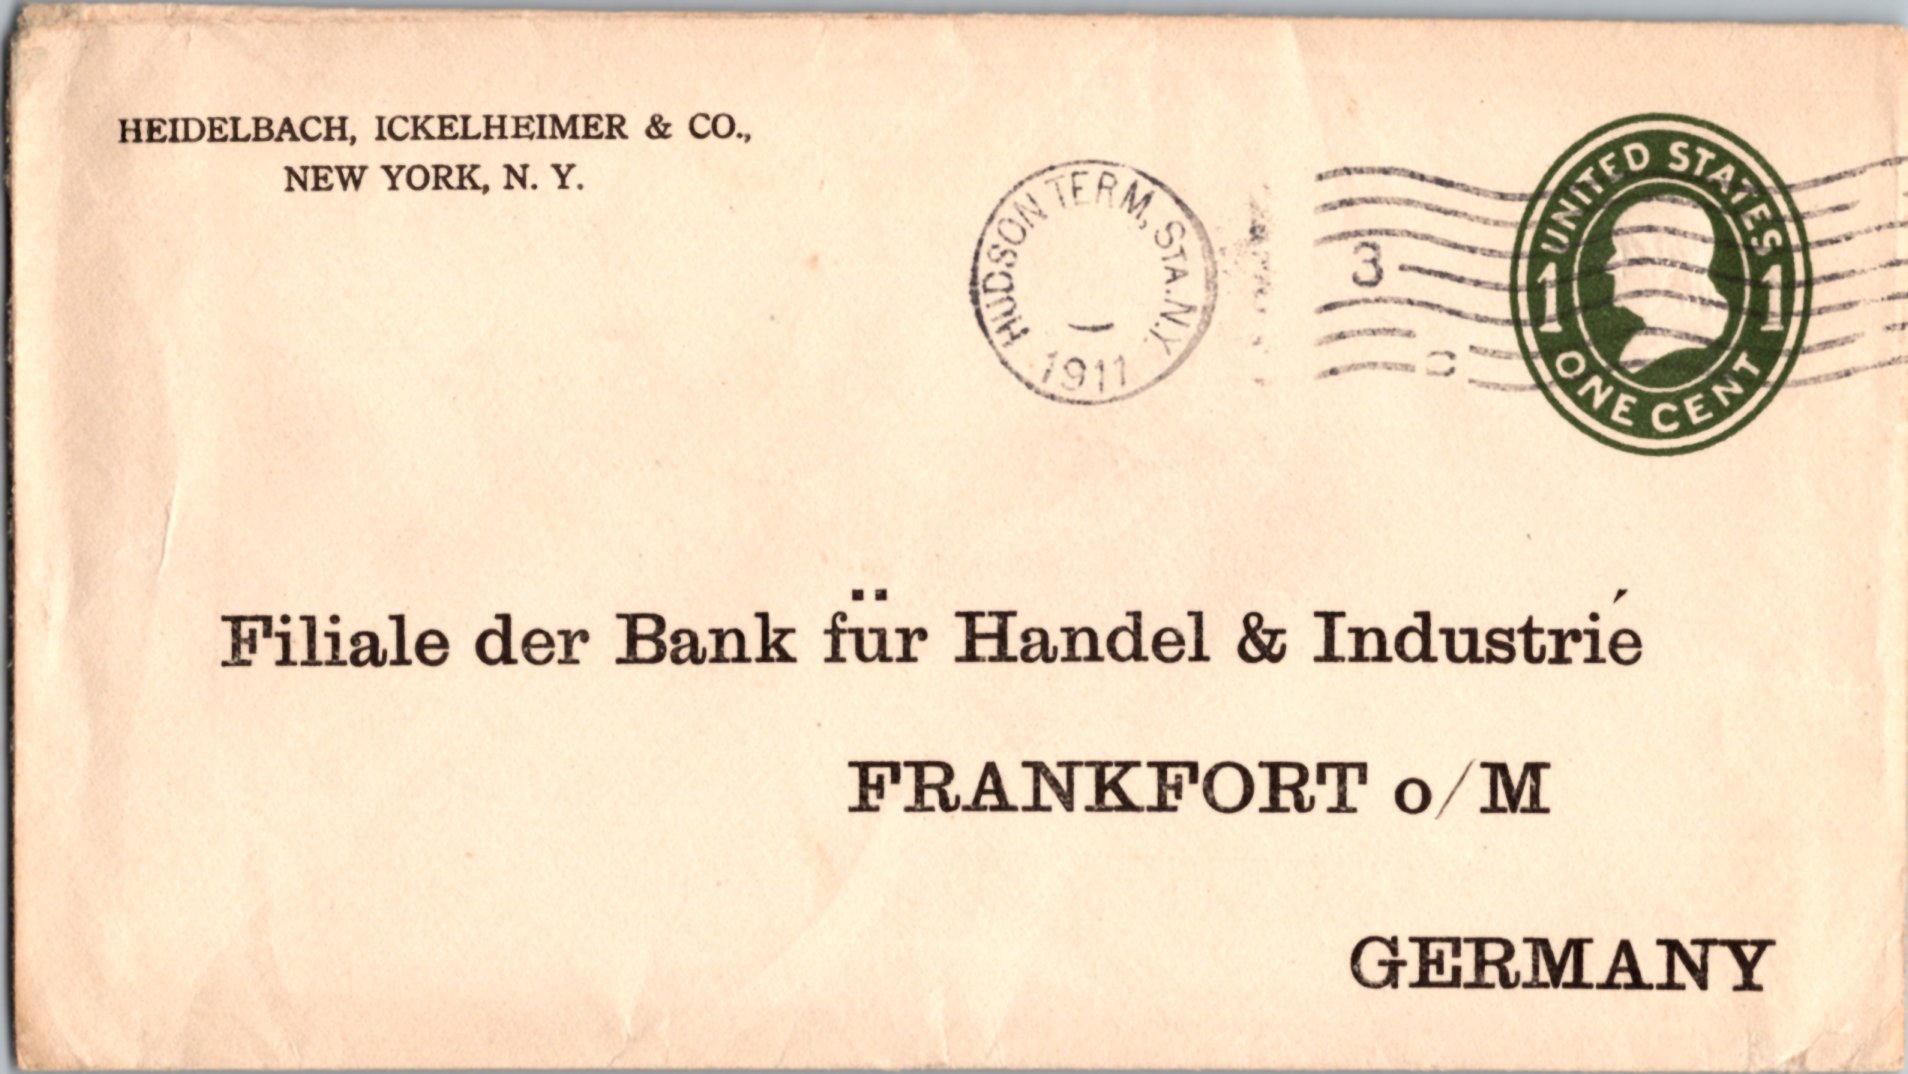 HEIDELBACH, ICKELHEIMER & CO.,
NEW YORK, N. Y.
HUDSON TERM, STA. N.Y.
1911
3
C
UNITED STATES
1 1
ONE CENT
Filiale der Bank für Handel & Industrié
FRANKFORT o/M
GERMANY